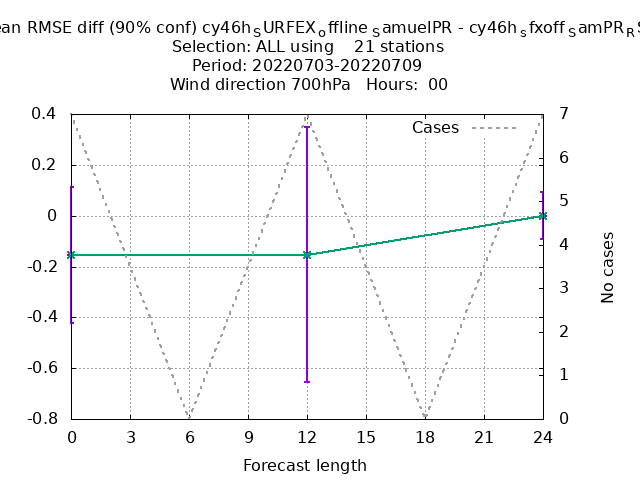 ean RMSE diff (90% conf) cy46h_SURFEX_offline_SamuelPR - cy46h_sfxoff_SamPR_RS
Selection: ALL using 21 stations
Period: 20220703-20220709
Wind direction 700hPa Hours: 00
Cases
0.4
0.2
0
-0.2
-0.4
-0.6
-0.8
7
6
5
4
3
2
1
0
No cases
0 3 6 9 12 15 18 21 24
Forecast length